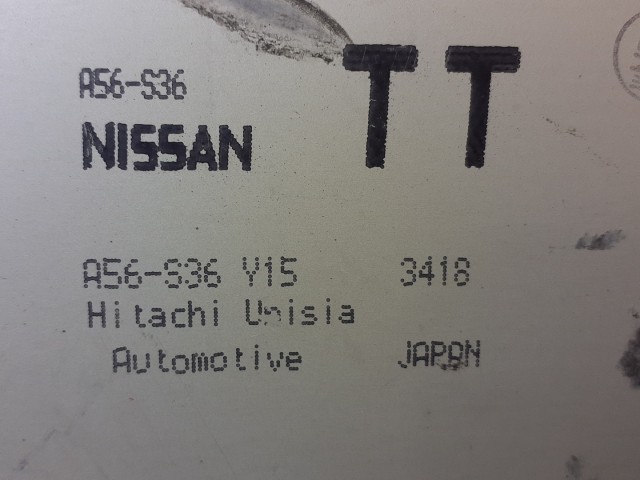 TT
A56-S36
NISSAN
A56-S36 Y15 3418
Hitachi Unisia
Automotive JAPAN